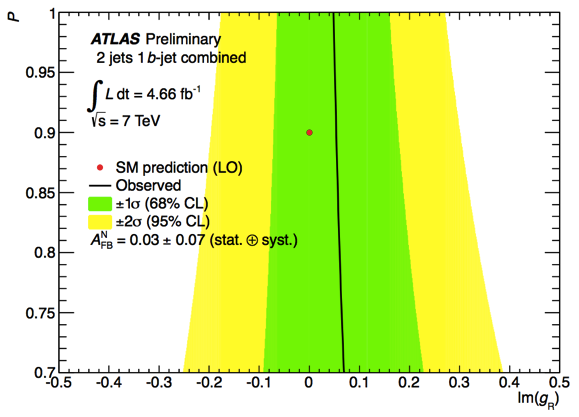 P
1
0.95
0.9
0.85
0.8
0.75
0.7
ATLAS Preliminary
2 jets 1 b-jet combined
∫ L dt = 4.66 fb⁻¹
√s = 7 TeV
SM prediction (LO)
Observed
±1σ (68% CL)
±2σ (95% CL)
A_FB^N = 0.03 ± 0.07 (stat. ⊕ syst.)
-0.5 -0.4 -0.3 -0.2 -0.1 0 0.1 0.2 0.3 0.4 0.5
Im(g_R)